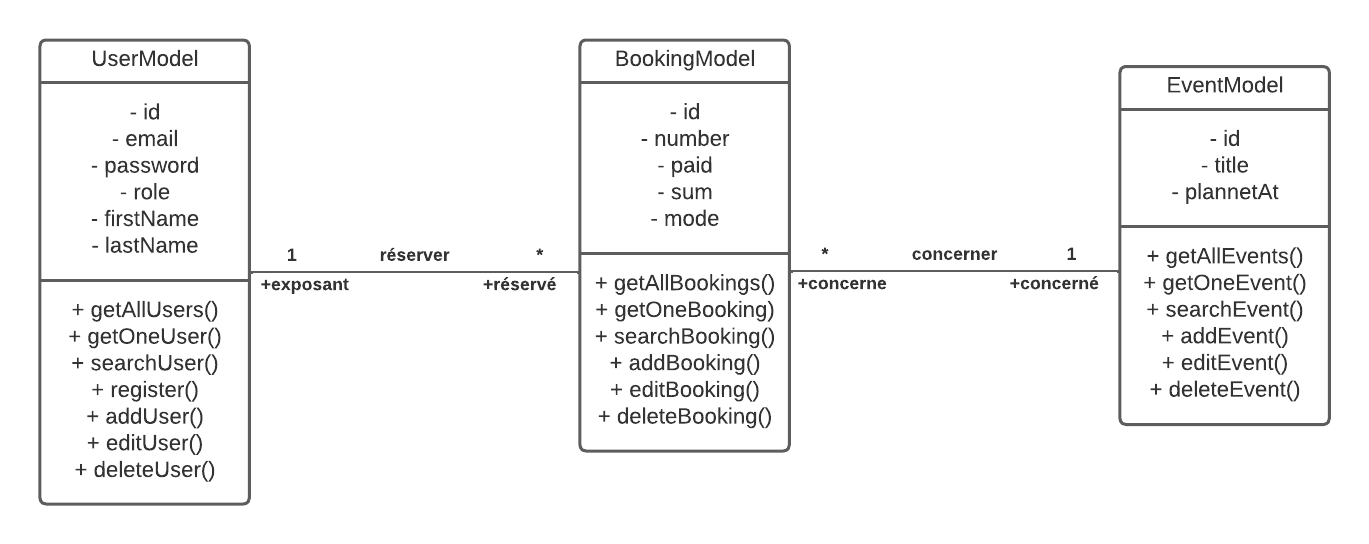 UserModel
- id
- email
- password
- role
- firstName
- lastName
+ getAllUsers()
+ getOneUser()
+ searchUser()
+ register()
+ addUser()
+ editUser()
+ deleteUser()
1 réserver *
+exposant +réservé
BookingModel
- id
- number
- paid
- sum
- mode
+ getAllBookings()
+ getOneBooking)
+ searchBooking()
+ addBooking()
+ editBooking()
+ deleteBooking()
* concerner 1
+concerne +concerné
EventModel
- id
- title
- plannetAt
+ getAllEvents()
+ getOneEvent()
+ searchEvent()
+ addEvent()
+ editEvent()
+ deleteEvent()